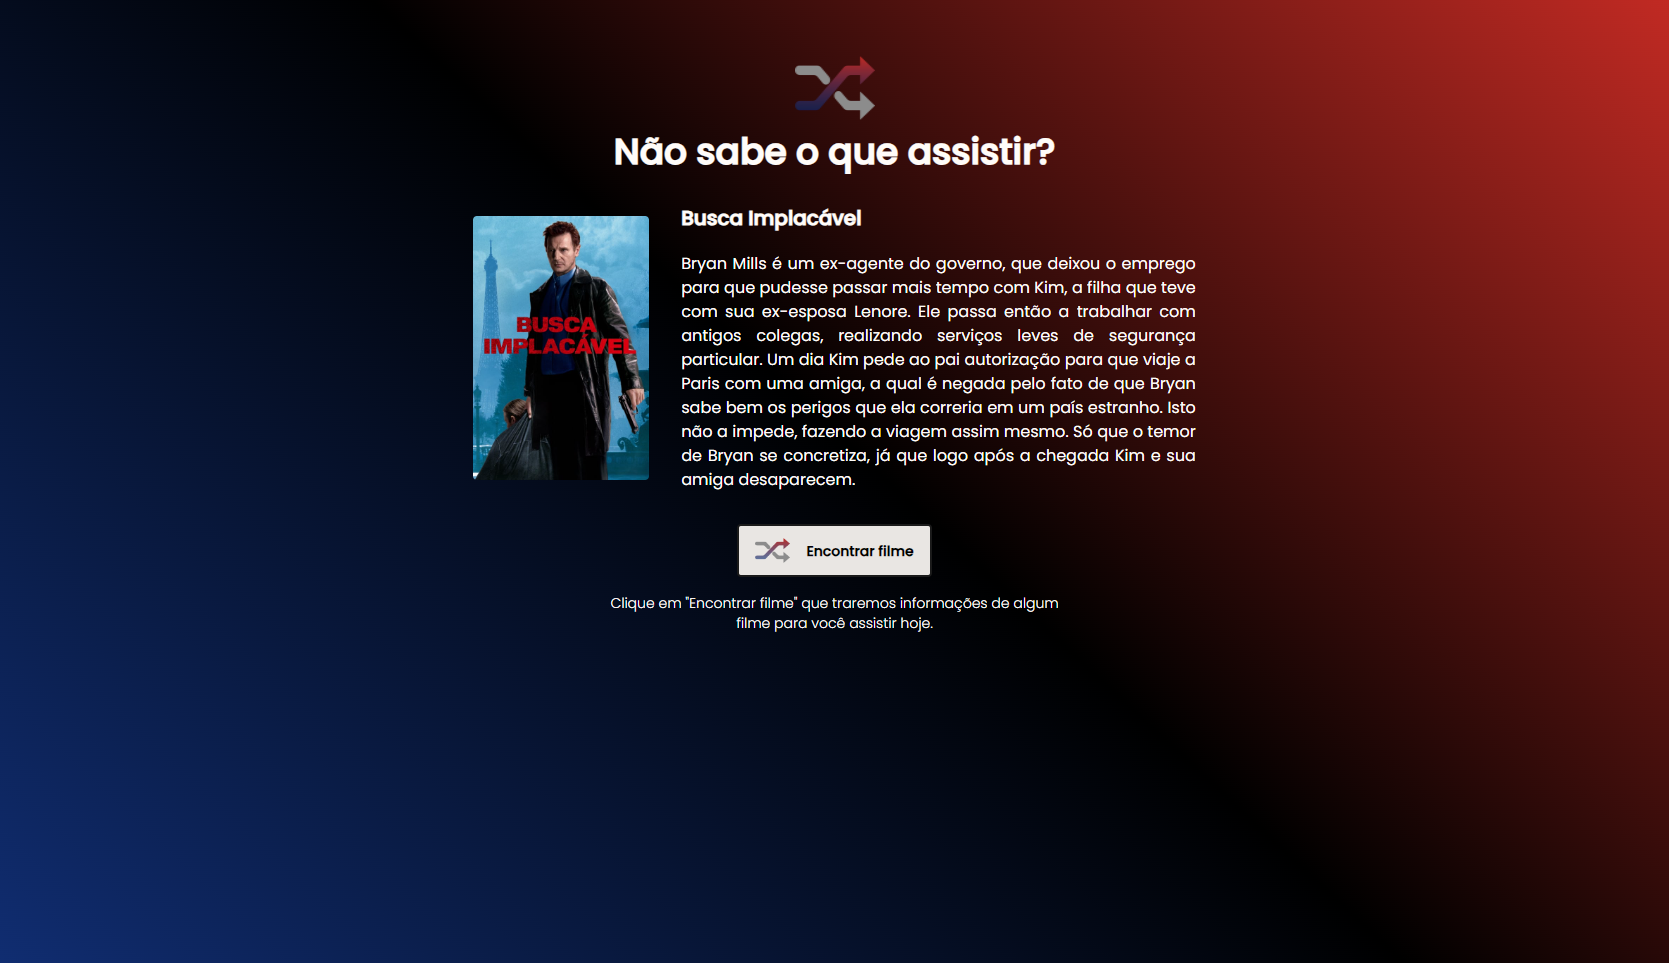 Não sabe o que assistir?
BUSCA
IMPLACÁVEL
Busca Implacável
Bryan Mills é um ex-agente do governo, que deixou o emprego
para que pudesse passar mais tempo com Kim, a filha que teve
com sua ex-esposa Lenore. Ele passa então a trabalhar com
antigos colegas, realizando serviços leves de segurança
particular. Um dia Kim pede ao pai autorização para que viaje a
Paris com uma amiga, a qual é negada pelo fato de que Bryan
sabe bem os perigos que ela correria em um país estranho. Isto
não a impede, fazendo a viagem assim mesmo. Só que o temor
de Bryan se concretiza, já que logo após a chegada Kim e sua
amiga desaparecem.
Encontrar filme
Clique em "Encontrar filme" que traremos informações de algum
filme para você assistir hoje.